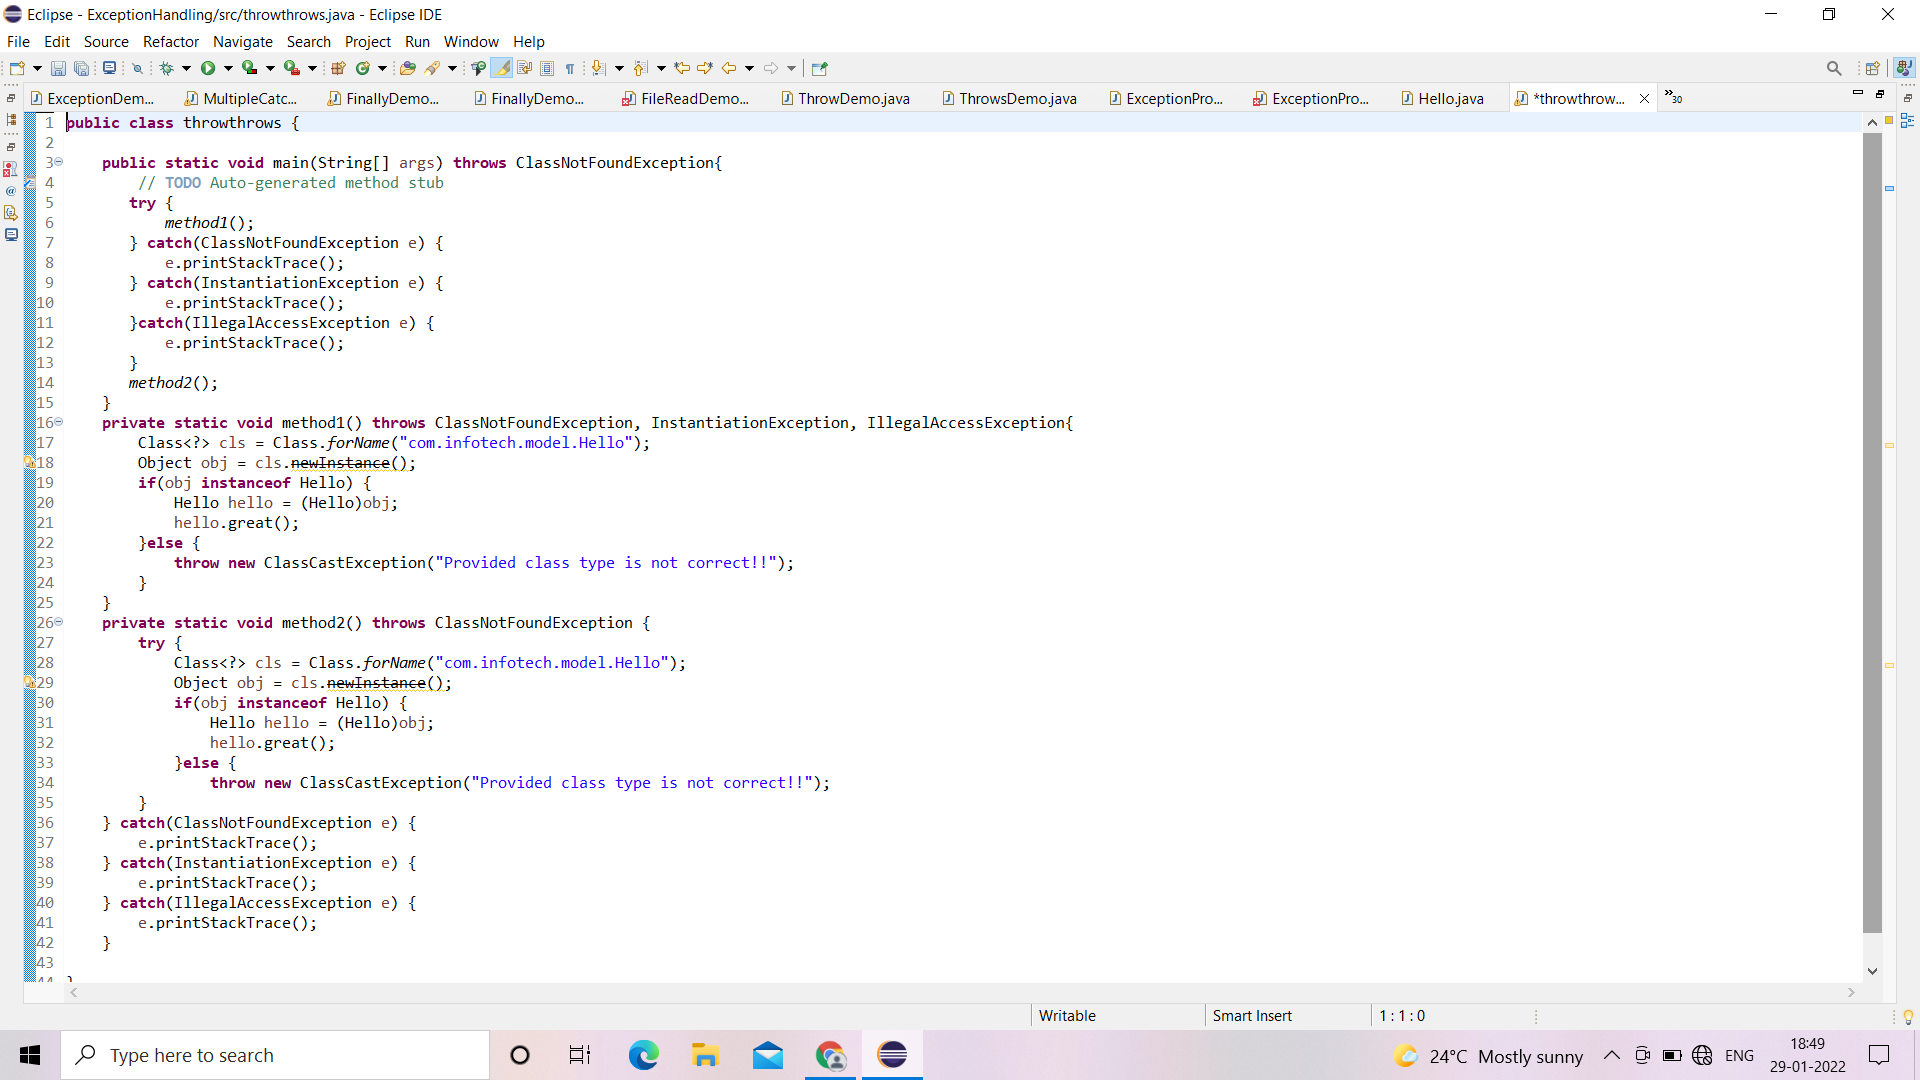 Eclipse - ExceptionHandling/src/throwthrows.java - Eclipse IDE
File Edit Source Refactor Navigate Search Project Run Window Help
ExceptionDem... MultipleCatc... FinallyDemo... FinallyDemo... FileReadDemo... ThrowDemo.java ThrowsDemo.java ExceptionPro... ExceptionPro... Hello.java *throwthrow... 30
1 public class throwthrows {
2
3 public static void main(String[] args) throws ClassNotFoundException{
4 // TODO Auto-generated method stub
5 try {
6 method1();
7 } catch(ClassNotFoundException e) {
8 e.printStackTrace();
9 } catch(InstantiationException e) {
10 e.printStackTrace();
11 }catch(IllegalAccessException e) {
12 e.printStackTrace();
13 }
14 method2();
15 }
16 private static void method1() throws ClassNotFoundException, InstantiationException, IllegalAccessException{
17 Class<?> cls = Class.forName("com.infotech.model.Hello");
18 Object obj = cls.newInstance();
19 if(obj instanceof Hello) {
20 Hello hello = (Hello)obj;
21 hello.great();
22 }else {
23 throw new ClassCastException("Provided class type is not correct!!");
24 }
25 }
26 private static void method2() throws ClassNotFoundException {
27 try {
28 Class<?> cls = Class.forName("com.infotech.model.Hello");
29 Object obj = cls.newInstance();
30 if(obj instanceof Hello) {
31 Hello hello = (Hello)obj;
32 hello.great();
33 }else {
34 throw new ClassCastException("Provided class type is not correct!!");
35 }
36 } catch(ClassNotFoundException e) {
37 e.printStackTrace();
38 } catch(InstantiationException e) {
39 e.printStackTrace();
40 } catch(IllegalAccessException e) {
41 e.printStackTrace();
42 }
43
44 }
Writable Smart Insert 1 : 1 : 0
Type here to search 24°C Mostly sunny ENG 18:49
29-01-2022